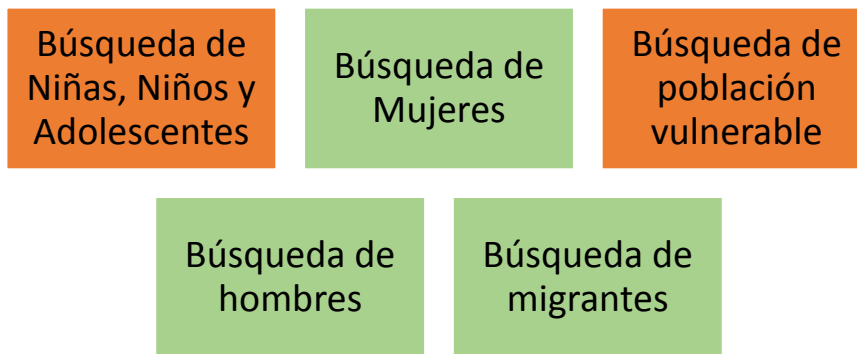 Búsqueda de
Niñas, Niños y
Adolescentes
Búsqueda de
Mujeres
Búsqueda de
población
vulnerable
Búsqueda de
hombres
Búsqueda de
migrantes